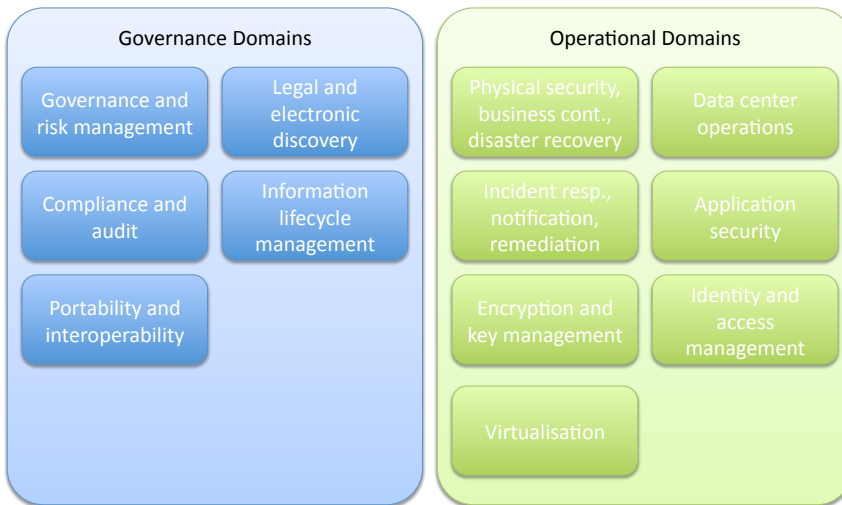 Governance Domains
Governance and
risk management
Legal and
electronic
discovery
Compliance and
audit
Information
lifecycle
management
Portability and
interoperability
Operational Domains
Physical security,
business cont.,
disaster recovery
Data center
operations
Incident resp.,
notification,
remediation
Application
security
Encryption and
key management
Identity and
access
management
Virtualisation